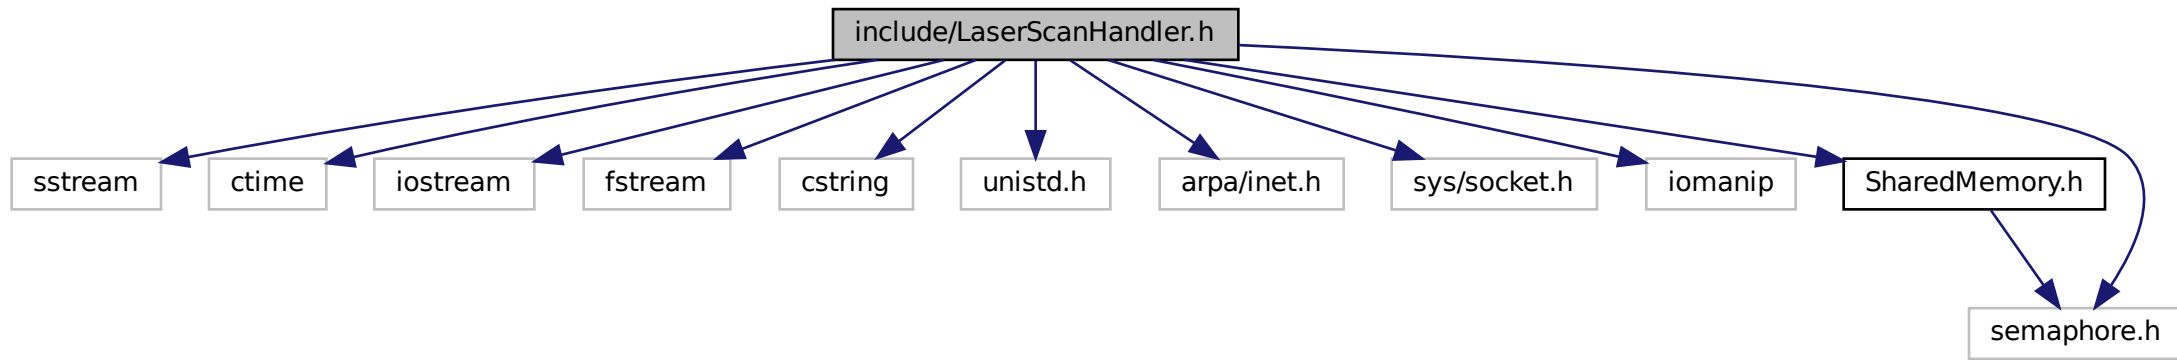 include/LaserScanHandler.h
sstream
ctime
iostream
fstream
cstring
unistd.h
arpa/inet.h
sys/socket.h
iomanip
SharedMemory.h
semaphore.h